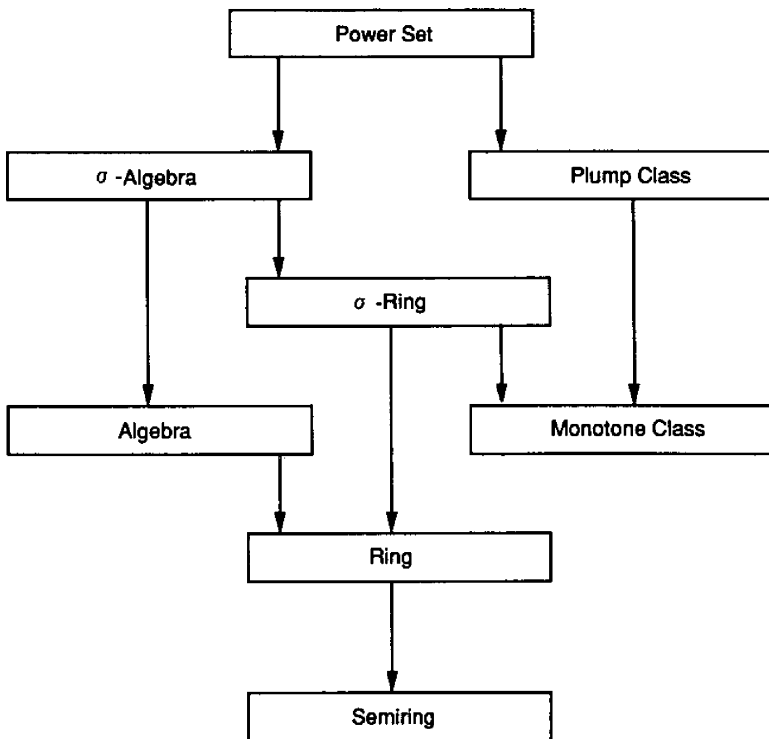 Power Set
σ -Algebra
Plump Class
σ -Ring
Algebra
Monotone Class
Ring
Semiring